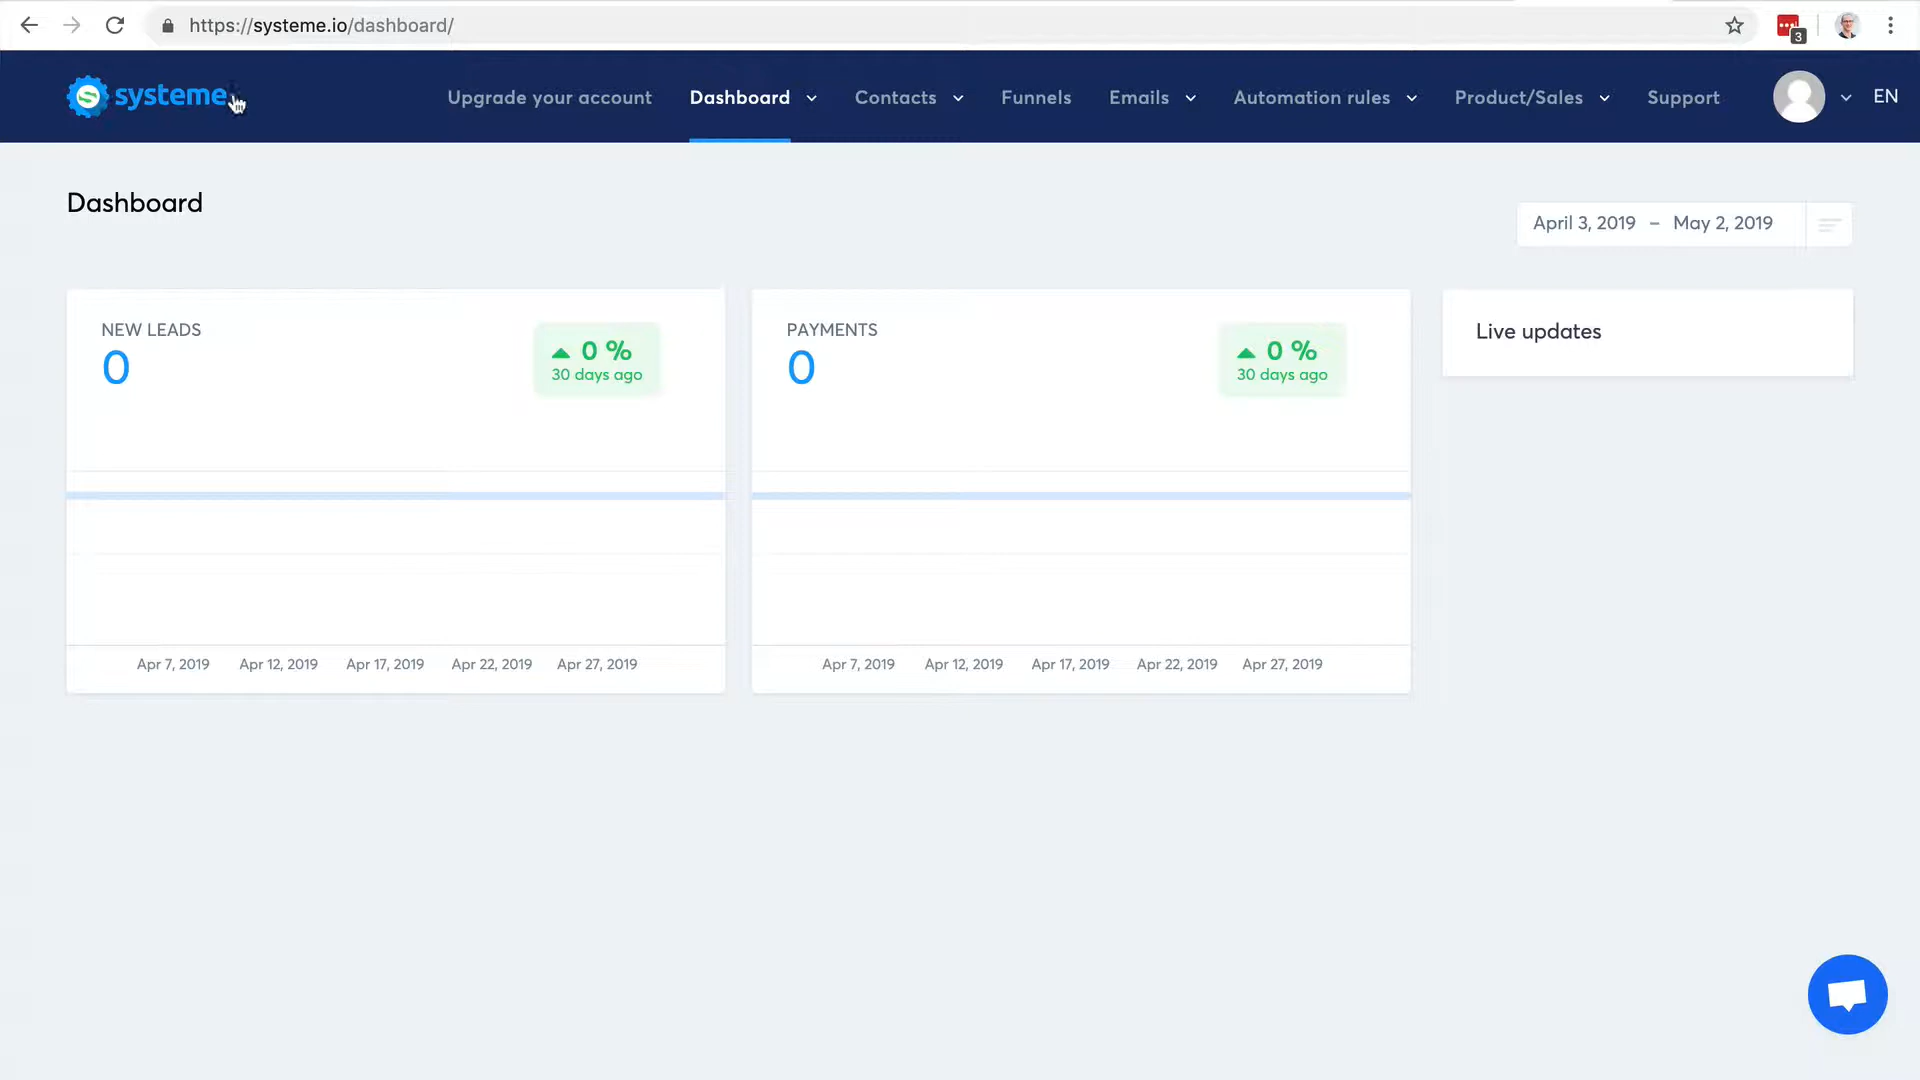 https://systeme.io/dashboard/
3
systeme
Upgrade your account
Dashboard
Contacts
Funnels
Emails
Automation rules
Product/Sales
Support
EN
Dashboard
April 3, 2019 – May 2, 2019
NEW LEADS
0
0 %
30 days ago
Apr 7, 2019
Apr 12, 2019
Apr 17, 2019
Apr 22, 2019
Apr 27, 2019
PAYMENTS
0
0 %
30 days ago
Apr 7, 2019
Apr 12, 2019
Apr 17, 2019
Apr 22, 2019
Apr 27, 2019
Live updates